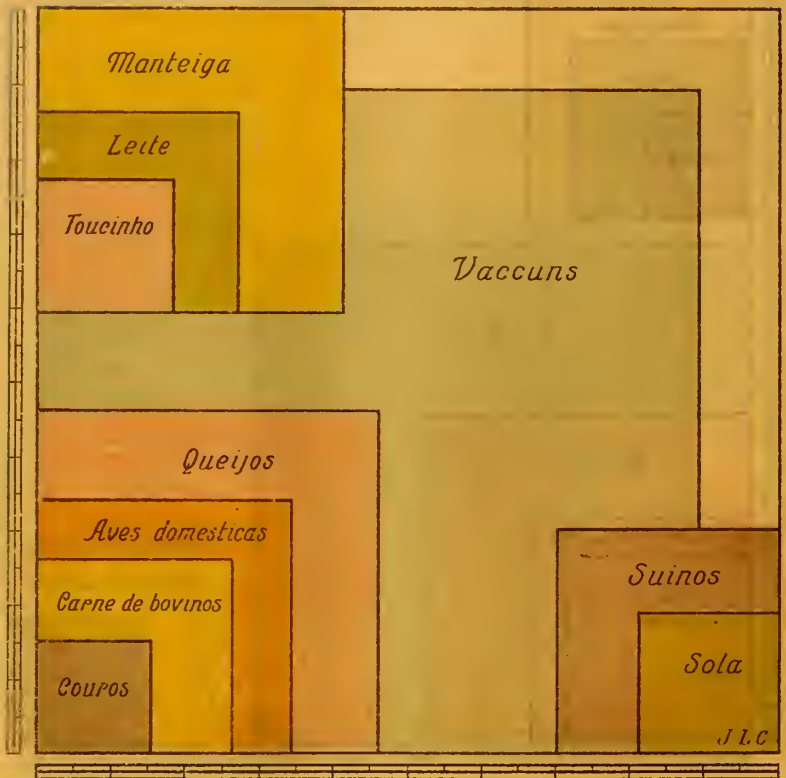 Manteiga
Leite
Toucinho
Vaccuns
Queijos
Aves domesticas
Carne de bovinos
Couros
Suinos
Sola
J L C